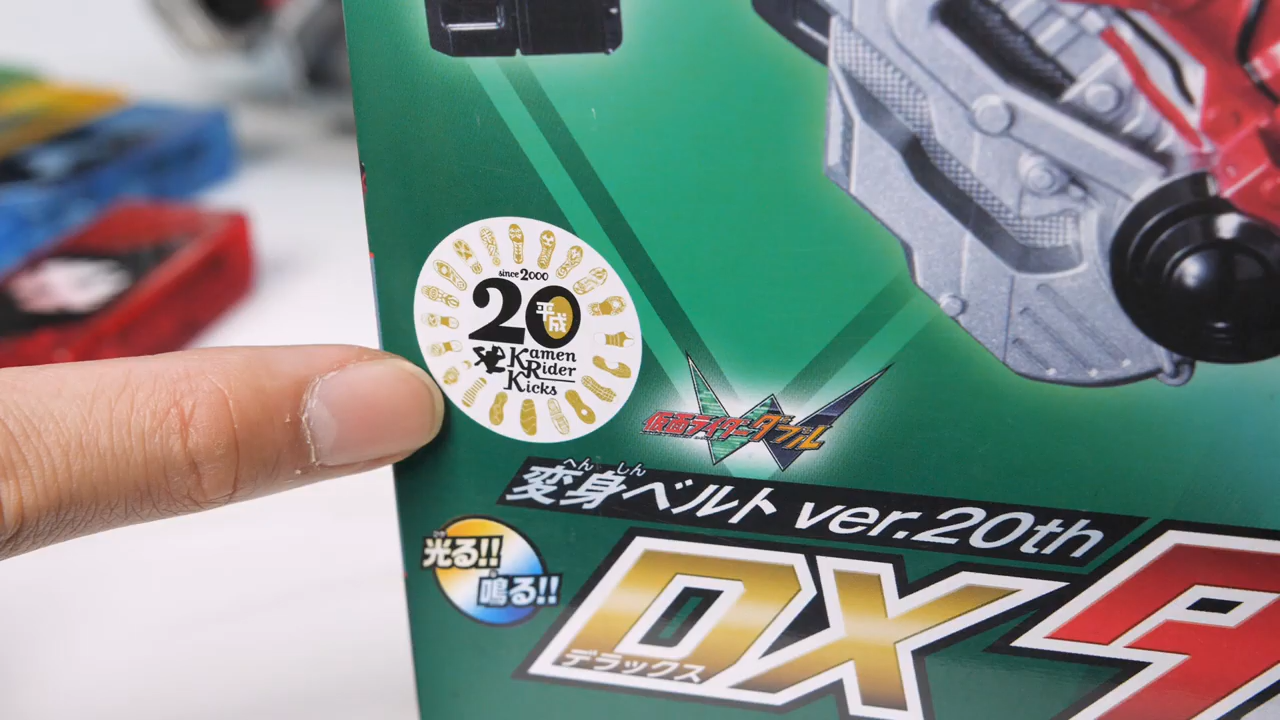 since 2000
20
平成
Kamen
Rider
Kicks
仮面ライダーダブル
へんしん
変身ベルト ver.20th
光る!!
鳴る!!
DX
デラックス